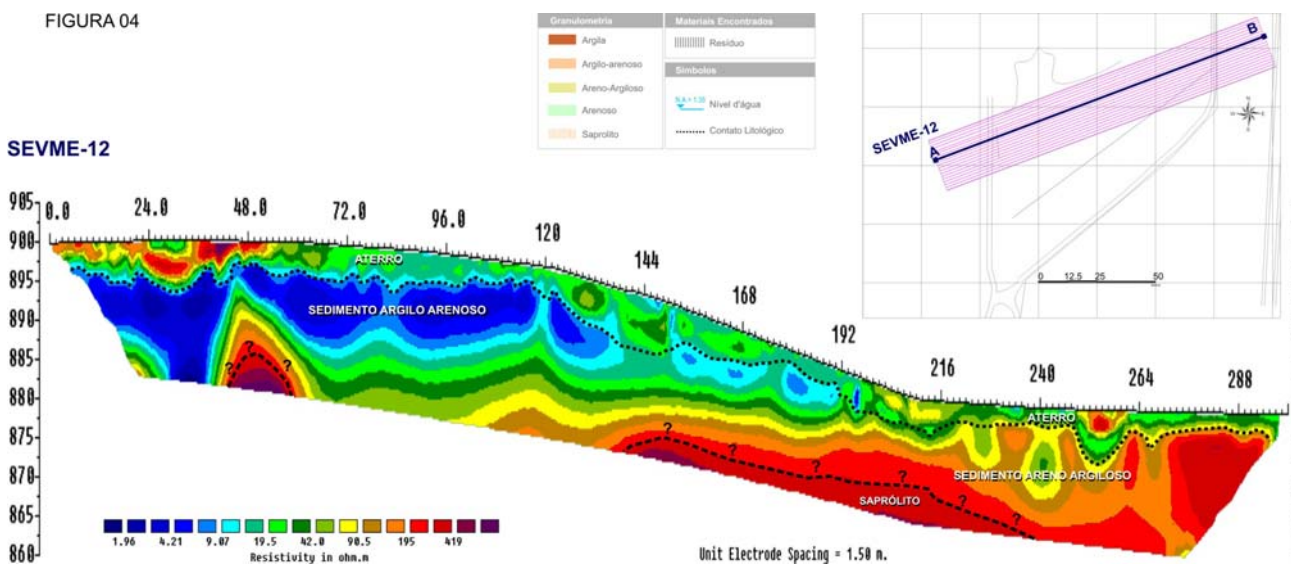 FIGURA 04
Granulometria
Argila
Argilo-arenoso
Areno-Argiloso
Arenoso
Saprolito
Materiais Encontrados
Resíduo
Símbolos
Nível d'água
Contato Litológico
SEVME-12
A
B
0 12.5 25 50
SEVME-12
905
900
895
890
885
880
875
870
865
860
0.0 24.0 48.0 72.0 96.0 120 144 168 192 216 240 264 288
ATERRO
SEDIMENTO ARGILO ARENOSO
? ? ?
ATERRO
SEDIMENTO ARENO ARGILOSO
? ? ? ? ? ?
SAPRÓLITO
1.96 4.21 9.07 19.5 42.0 90.5 195 419
Resistivity in ohm.m
Unit Electrode Spacing = 1.50 m.